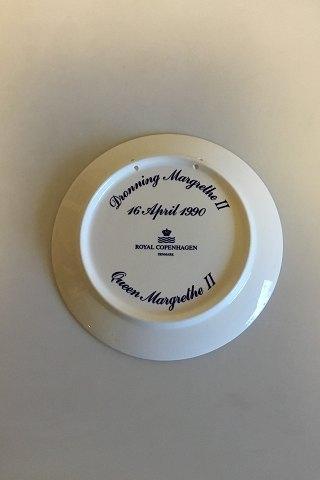 Dronning Margrethe II
16 April 1990
ROYAL COPENHAGEN
DENMARK
Queen Margrethe II